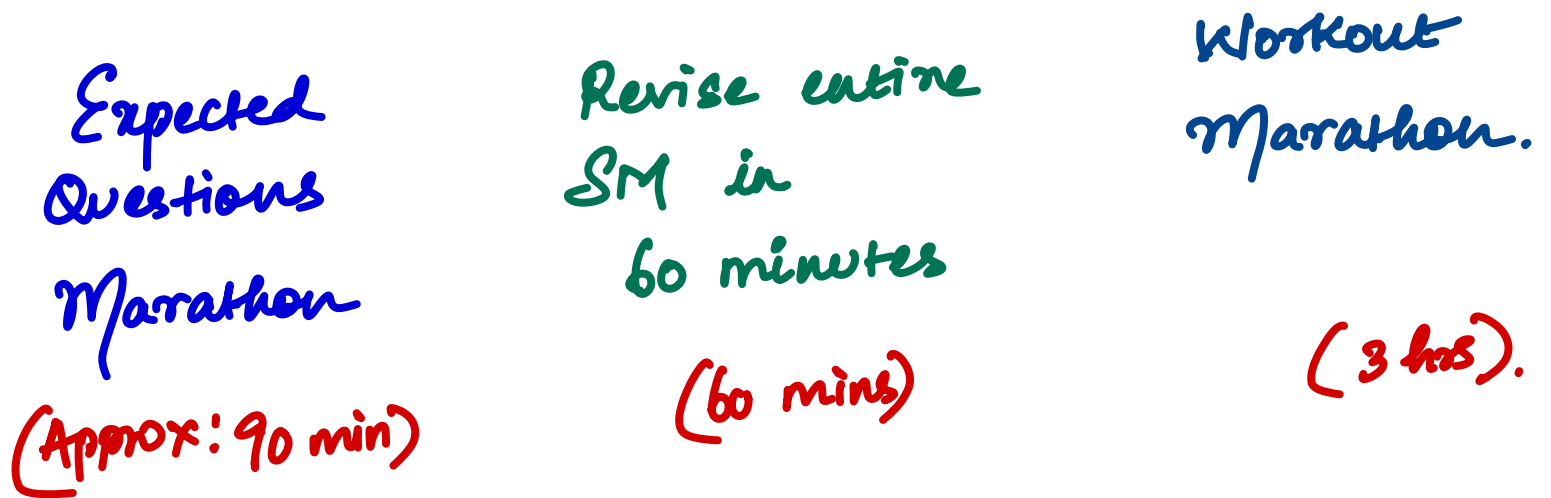 Expected
Questions
Marathon
(Approx: 90 min)
Revise entire
SM in
60 minutes
(60 mins)
Workout
Marathon.
(3 hrs).